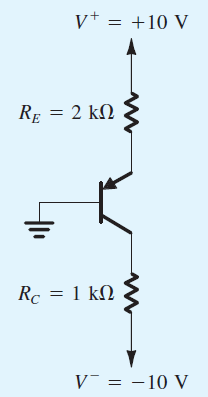 V⁺ = +10 V
R_E = 2 kΩ
R_C = 1 kΩ
V⁻ = −10 V